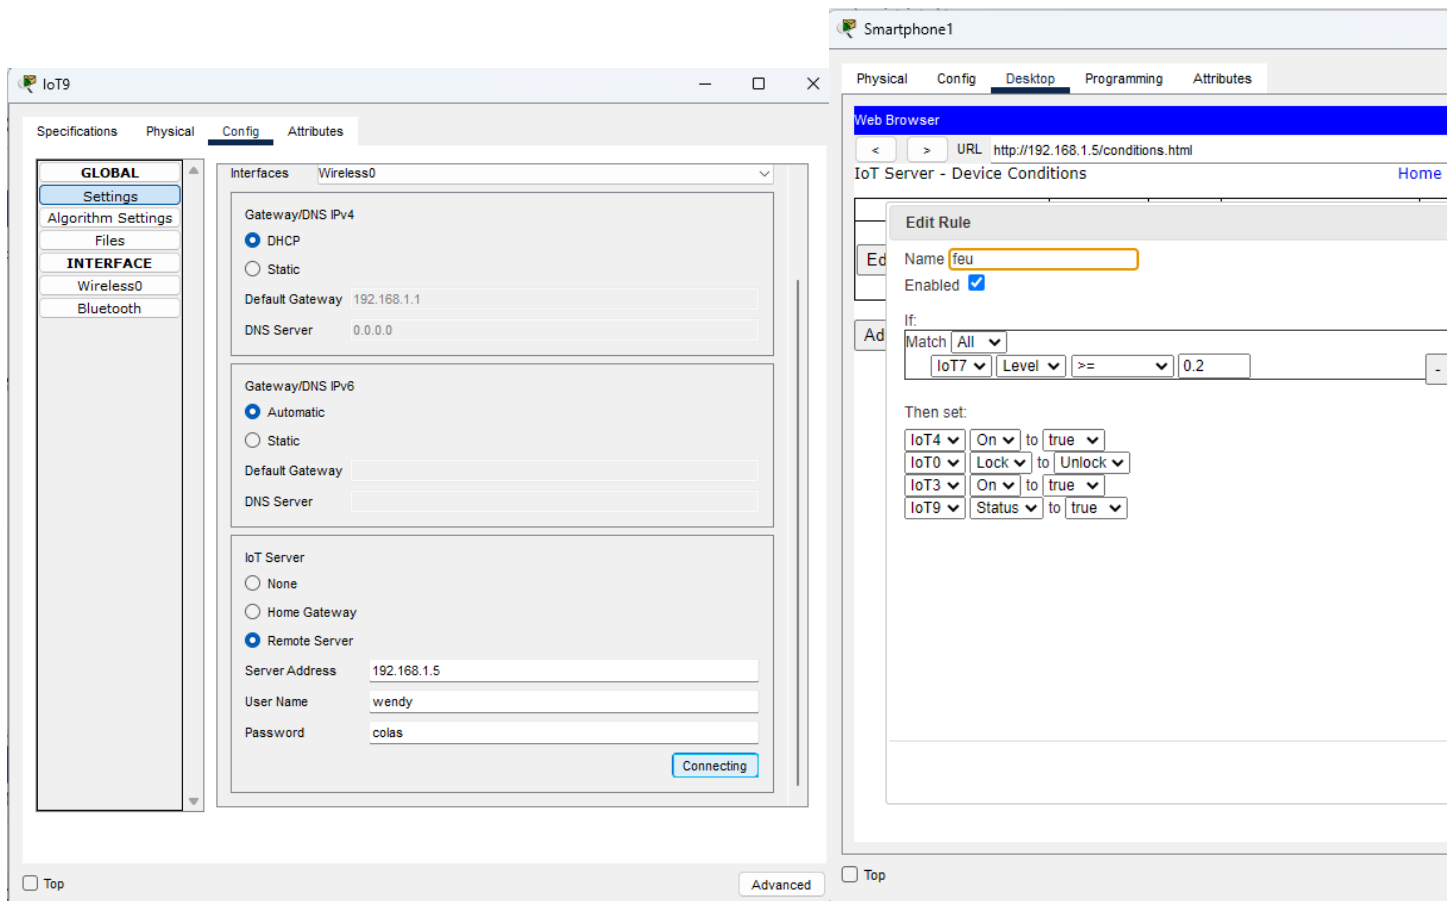 IoT9
Specifications Physical Config Attributes
GLOBAL
Settings
Algorithm Settings
Files
INTERFACE
Wireless0
Bluetooth
Interfaces Wireless0
Gateway/DNS IPv4
DHCP
Static
Default Gateway 192.168.1.1
DNS Server 0.0.0.0
Gateway/DNS IPv6
Automatic
Static
Default Gateway
DNS Server
IoT Server
None
Home Gateway
Remote Server
Server Address 192.168.1.5
User Name wendy
Password colas
Connecting
Top
Advanced
Smartphone1
Physical Config Desktop Programming Attributes
Web Browser
< > URL http://192.168.1.5/conditions.html
IoT Server - Device Conditions Home
Ed
Ad
Edit Rule
Name feu
Enabled
If:
Match All
IoT7 Level >= 0.2
-
Then set:
IoT4 On to true
IoT0 Lock to Unlock
IoT3 On to true
IoT9 Status to true
Top